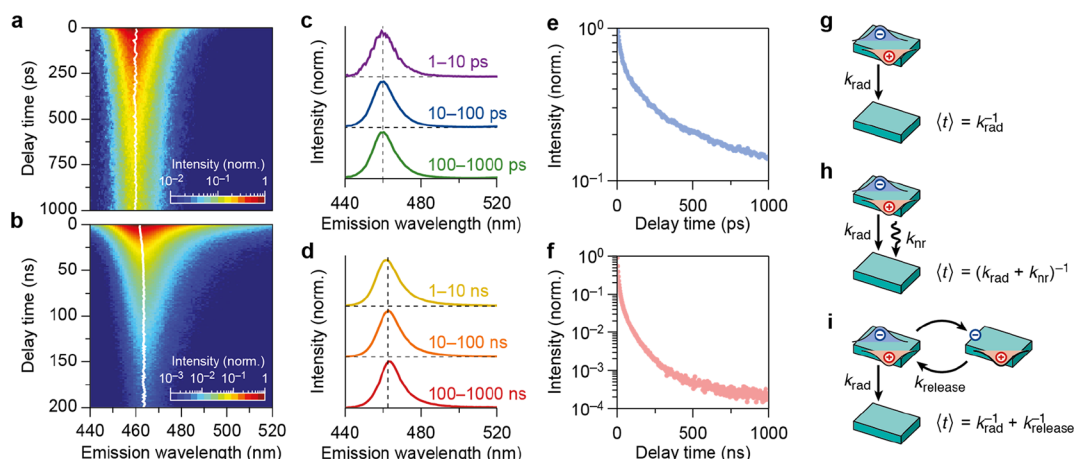 a
0
250
500
750
1000
Delay time (ps)
Intensity (norm.)
10⁻² 10⁻¹ 1
b
0
50
100
150
200
Delay time (ns)
Intensity (norm.)
10⁻³ 10⁻² 10⁻¹ 1
440 460 480 500 520
Emission wavelength (nm)
c
Intensity (norm.)
1–10 ps
10–100 ps
100–1000 ps
440 480 520
Emission wavelength (nm)
d
Intensity (norm.)
1–10 ns
10–100 ns
100–1000 ns
440 480 520
Emission wavelength (nm)
e
10⁰
10⁻¹
Intensity (norm.)
0 500 1000
Delay time (ps)
f
10⁰
10⁻¹
10⁻²
10⁻³
10⁻⁴
Intensity (norm.)
0 500 1000
Delay time (ns)
g
−
+
k_rad
⟨t⟩ = k_rad⁻¹
h
−
+
k_rad
k_nr
⟨t⟩ = (k_rad + k_nr)⁻¹
i
−
+
−
+
k_rad
k_release
⟨t⟩ = k_rad⁻¹ + k_release⁻¹